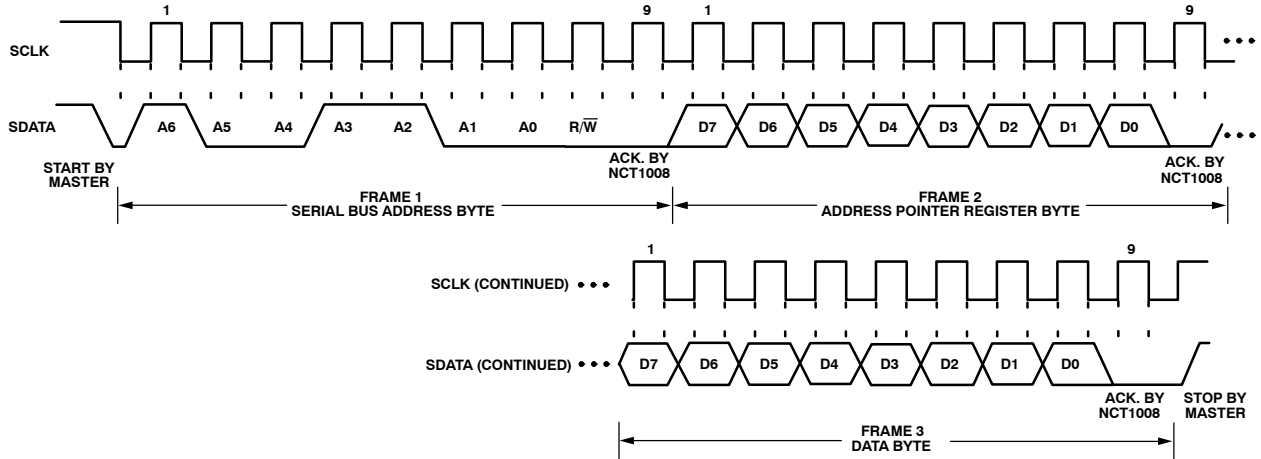 1 9 1 9
SCLK
SDATA A6 A5 A4 A3 A2 A1 A0 R/W D7 D6 D5 D4 D3 D2 D1 D0
START BY
MASTER
ACK. BY
NCT1008
ACK. BY
NCT1008
FRAME 1
SERIAL BUS ADDRESS BYTE
FRAME 2
ADDRESS POINTER REGISTER BYTE
1 9
SCLK (CONTINUED)
SDATA (CONTINUED) D7 D6 D5 D4 D3 D2 D1 D0
ACK. BY
NCT1008
STOP BY
MASTER
FRAME 3
DATA BYTE